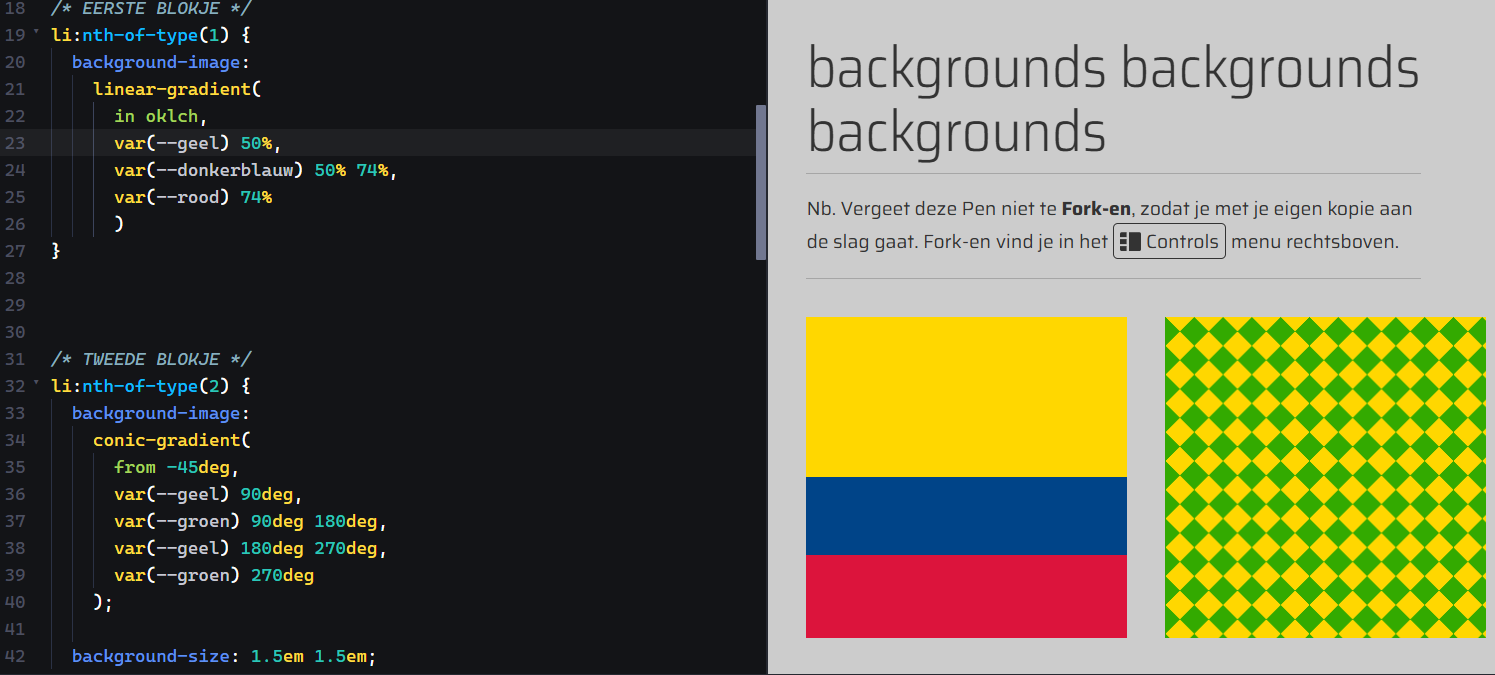 18 /* EERSTE BLOKJE */
19 li:nth-of-type(1) {
20 background-image:
21 linear-gradient(
22 in oklch,
23 var(--geel) 50%,
24 var(--donkerblauw) 50% 74%,
25 var(--rood) 74%
26 )
27 }
28
29
30
31 /* TWEEDE BLOKJE */
32 li:nth-of-type(2) {
33 background-image:
34 conic-gradient(
35 from -45deg,
36 var(--geel) 90deg,
37 var(--groen) 90deg 180deg,
38 var(--geel) 180deg 270deg,
39 var(--groen) 270deg
40 );
41
42 background-size: 1.5em 1.5em;
backgrounds backgrounds
backgrounds
Nb. Vergeet deze Pen niet te Fork-en, zodat je met je eigen kopie aan
de slag gaat. Fork-en vind je in het Controls menu rechtsboven.